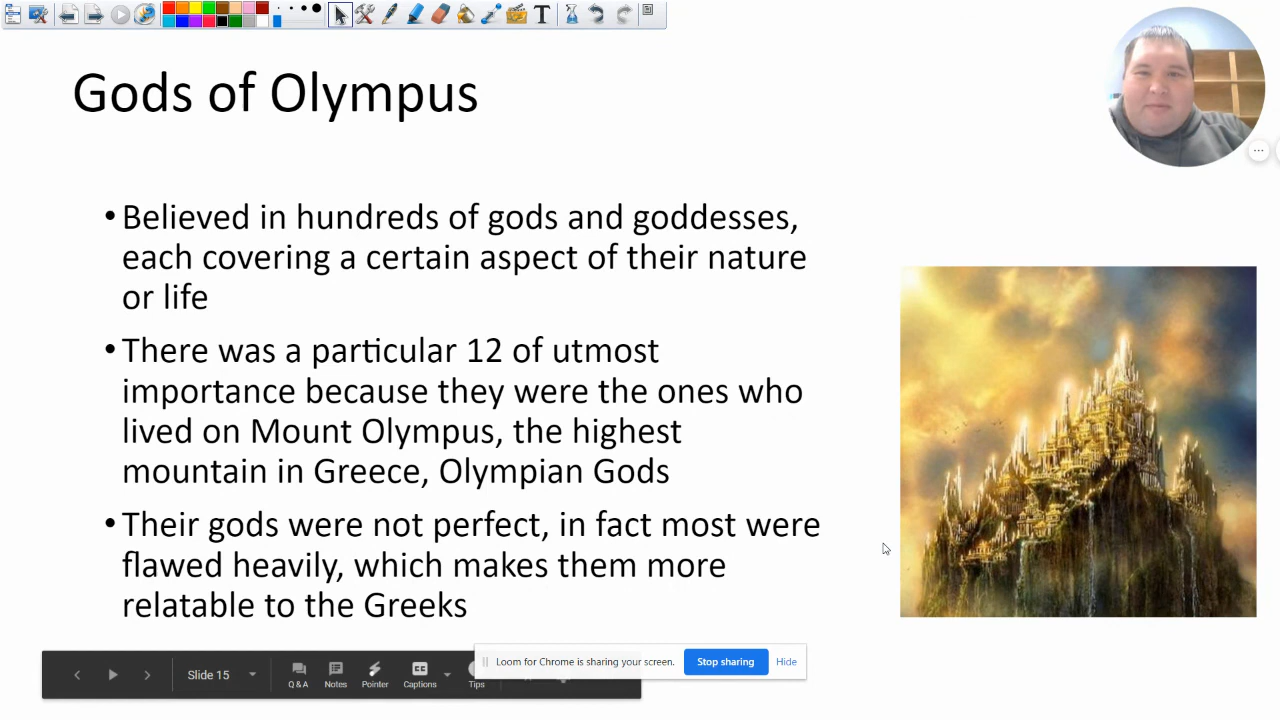 Gods of Olympus
•Believed in hundreds of gods and goddesses,
each covering a certain aspect of their nature
or life
•There was a particular 12 of utmost
importance because they were the ones who
lived on Mount Olympus, the highest
mountain in Greece, Olympian Gods
•Their gods were not perfect, in fact most were
flawed heavily, which makes them more
relatable to the Greeks
Slide 15
Q & A
Notes
Pointer
Captions
Tips
Loom for Chrome is sharing your screen.
Stop sharing
Hide